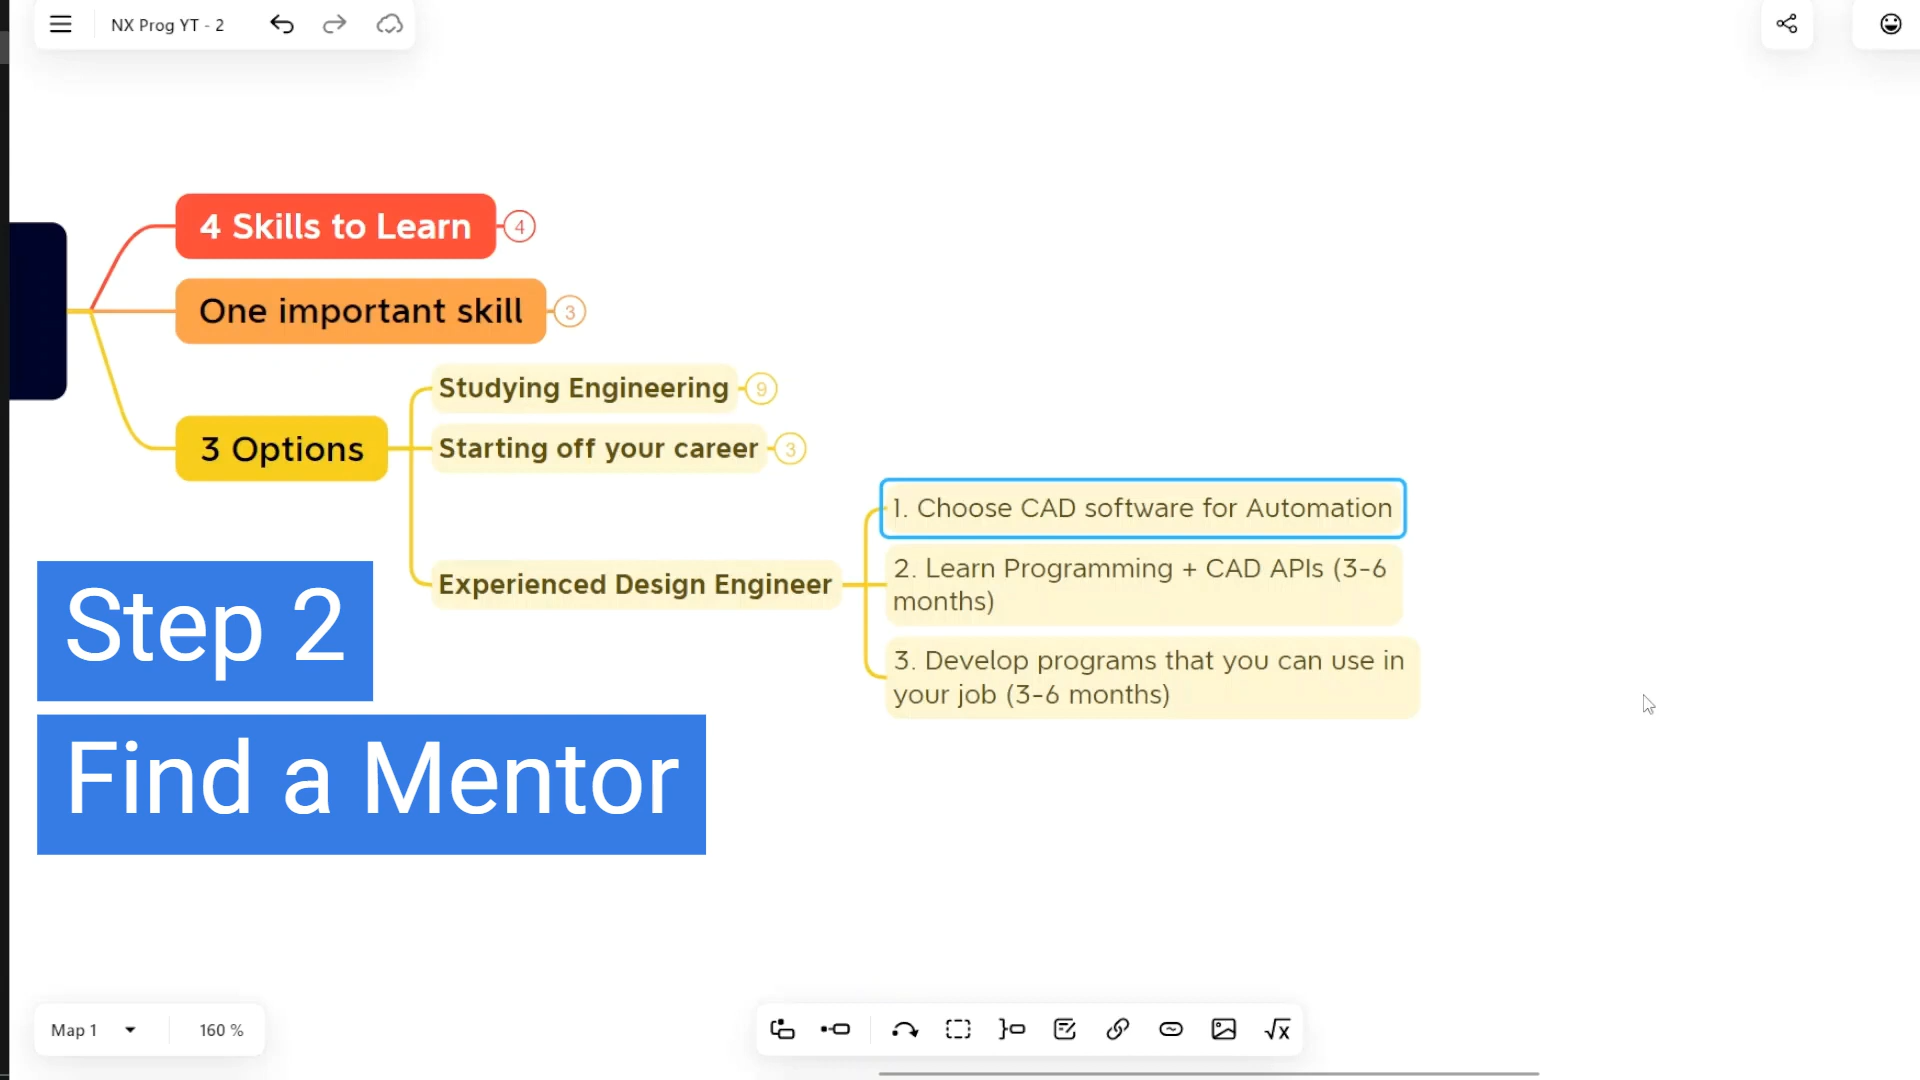 NX Prog YT - 2
4 Skills to Learn
4
One important skill
3
3 Options
Studying Engineering
9
Starting off your career
3
Experienced Design Engineer
1. Choose CAD software for Automation
2. Learn Programming + CAD APIs (3-6
months)
3. Develop programs that you can use in
your job (3-6 months)
Step 2
Find a Mentor
Map 1
160 %